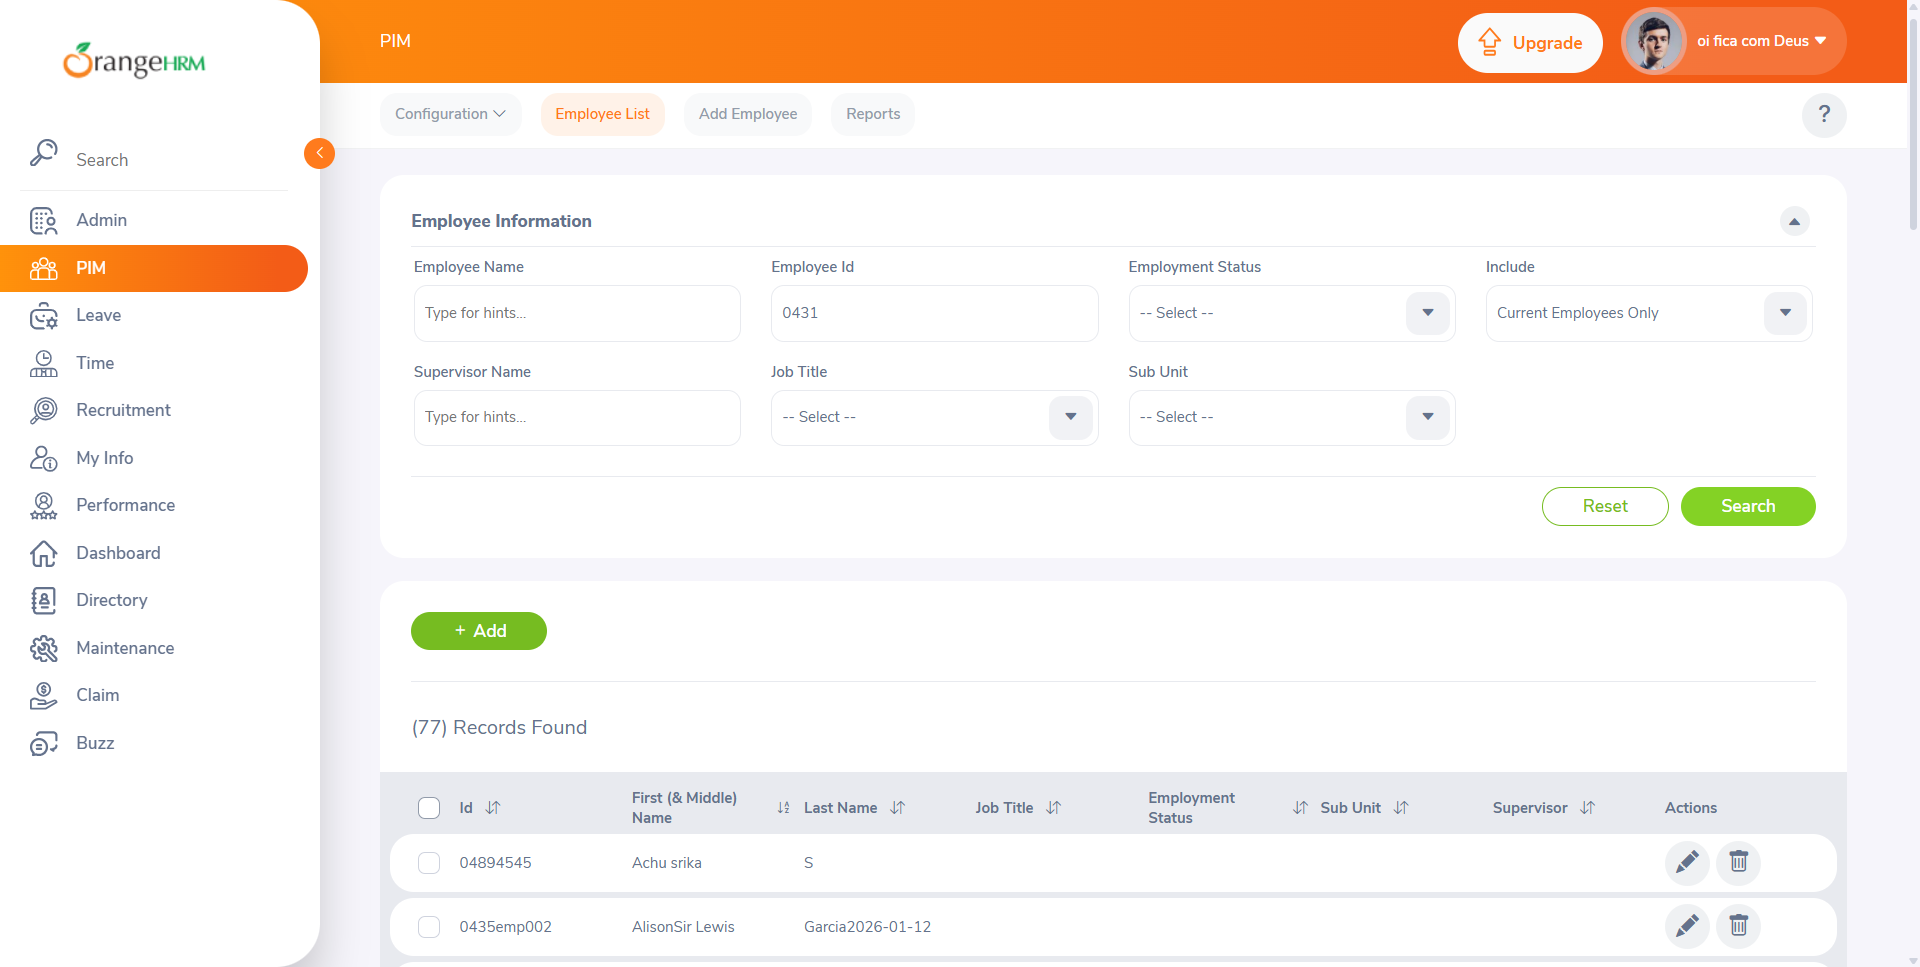 OrangeHRM
PIM
Upgrade
oi fica com Deus
Configuration
Employee List
Add Employee
Reports
?
Search
Admin
PIM
Leave
Time
Recruitment
My Info
Performance
Dashboard
Directory
Maintenance
Claim
Buzz
Employee Information
Employee Name
Employee Id
Employment Status
Include
Type for hints...
0431
-- Select --
Current Employees Only
Supervisor Name
Job Title
Sub Unit
Type for hints...
-- Select --
-- Select --
Reset
Search
+ Add
(77) Records Found
Id
First (& Middle)
Name
Last Name
Job Title
Employment
Status
Sub Unit
Supervisor
Actions
04894545
Achu srika
S
0435emp002
AlisonSir Lewis
Garcia2026-01-12